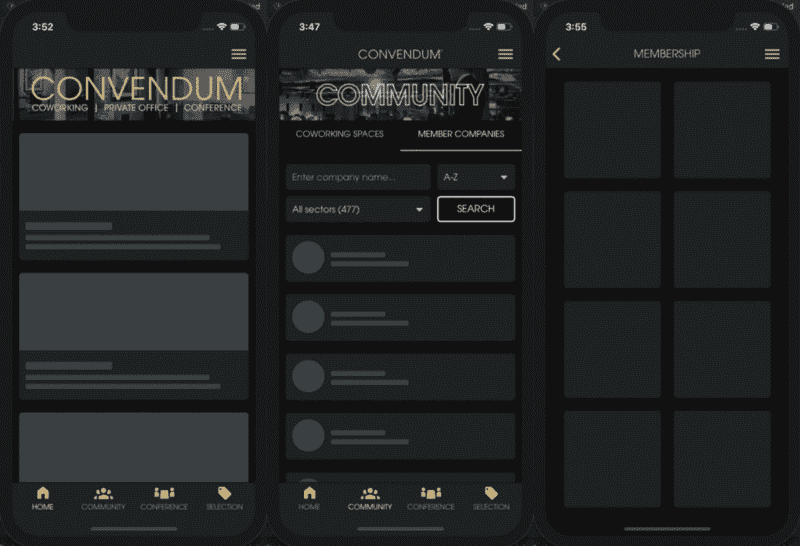 3:52
CONVENDUM
COWORKING | PRIVATE OFFICE | CONFERENCE
HOME
COMMUNITY
CONFERENCE
SELECTION
3:47
CONVENDUM
COMMUNITY
COWORKING SPACES
MEMBER COMPANIES
Enter company name...
A-Z
All sectors (477)
SEARCH
HOME
COMMUNITY
CONFERENCE
SELECTION
3:55
MEMBERSHIP